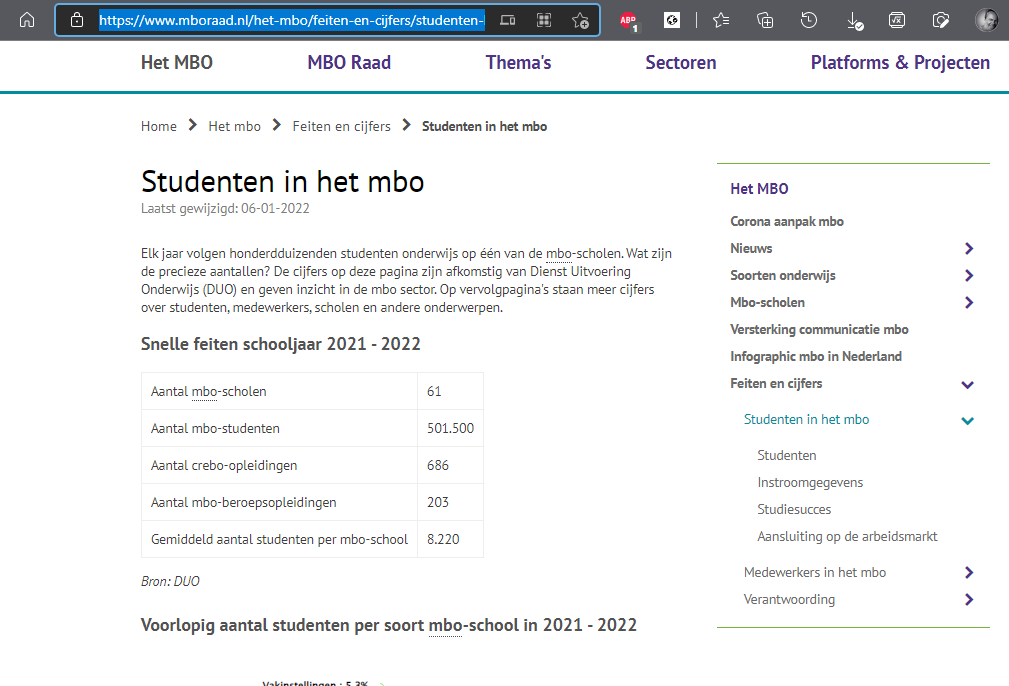 https://www.mboraad.nl/het-mbo/feiten-en-cijfers/studenten-
ABP
1
Het MBO MBO Raad Thema's Sectoren Platforms & Projecten
Home Het mbo Feiten en cijfers Studenten in het mbo
Studenten in het mbo
Laatst gewijzigd: 06-01-2022
Elk jaar volgen honderdduizenden studenten onderwijs op één van de mbo-scholen. Wat zijn
de precieze aantallen? De cijfers op deze pagina zijn afkomstig van Dienst Uitvoering
Onderwijs (DUO) en geven inzicht in de mbo sector. Op vervolgpagina's staan meer cijfers
over studenten, medewerkers, scholen en andere onderwerpen.
Snelle feiten schooljaar 2021 - 2022
Aantal mbo-scholen 61
Aantal mbo-studenten 501.500
Aantal crebo-opleidingen 686
Aantal mbo-beroepsopleidingen 203
Gemiddeld aantal studenten per mbo-school 8.220
Bron: DUO
Voorlopig aantal studenten per soort mbo-school in 2021 - 2022
Vakinstellingen : 5,3%
Het MBO
Corona aanpak mbo
Nieuws
Soorten onderwijs
Mbo-scholen
Versterking communicatie mbo
Infographic mbo in Nederland
Feiten en cijfers
Studenten in het mbo
Studenten
Instroomgegevens
Studiesucces
Aansluiting op de arbeidsmarkt
Medewerkers in het mbo
Verantwoording